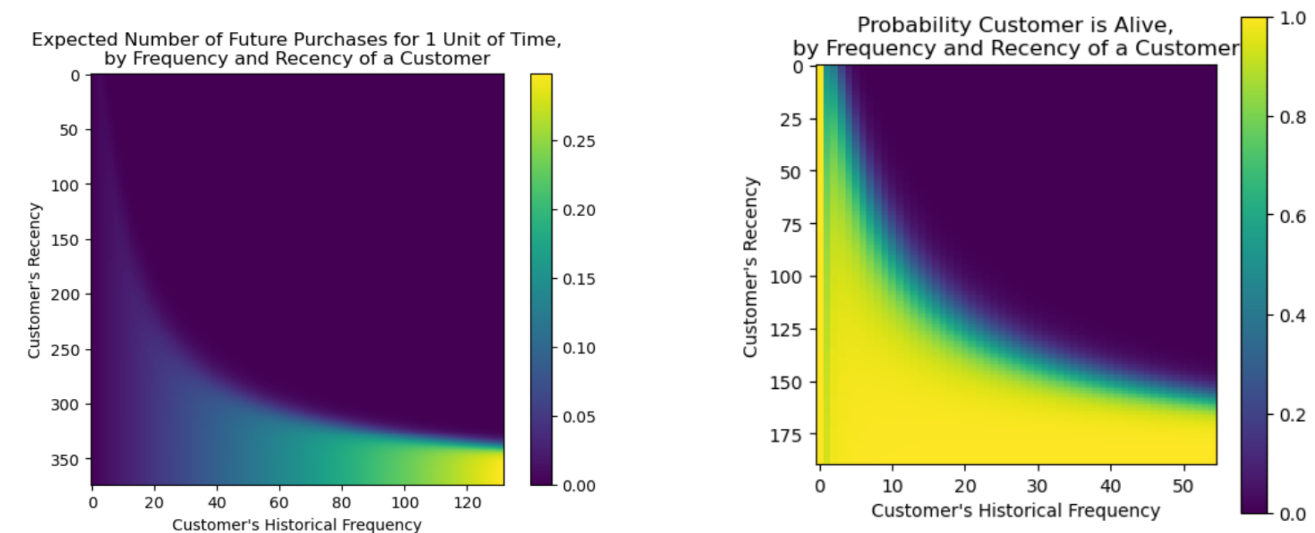 Expected Number of Future Purchases for 1 Unit of Time,
by Frequency and Recency of a Customer
0
50
100
150
200
250
300
350
Customer's Recency
0 20 40 60 80 100 120
Customer's Historical Frequency
0.25
0.20
0.15
0.10
0.05
0.00
Probability Customer is Alive,
by Frequency and Recency of a Customer
0
25
50
75
100
125
150
175
Customer's Recency
0 10 20 30 40 50
Customer's Historical Frequency
1.0
0.8
0.6
0.4
0.2
0.0